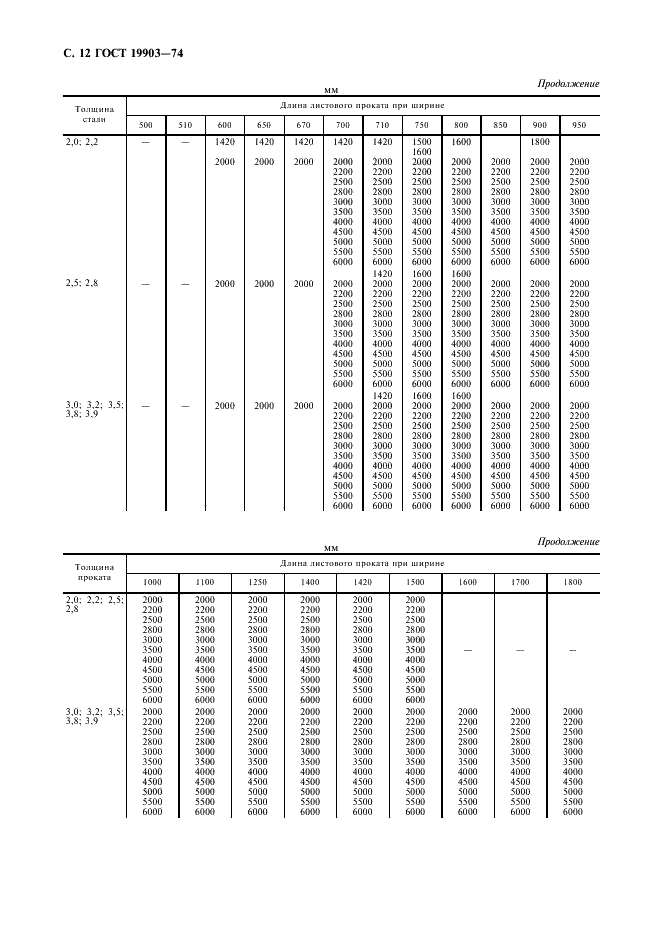 С. 12 ГОСТ 19903—74
Продолжение
мм
Толщина стали Длина листового проката при ширине
500 510 600 650 670 700 710 750 800 850 900 950
2,0; 2,2 — — 1420 1420 1420 1420 1420 1500 1600 1800
1600
2000 2000 2000 2000 2000 2000 2000 2000 2000 2000
2200 2200 2200 2200 2200 2200 2200
2500 2500 2500 2500 2500 2500 2500
2800 2800 2800 2800 2800 2800 2800
3000 3000 3000 3000 3000 3000 3000
3500 3500 3500 3500 3500 3500 3500
4000 4000 4000 4000 4000 4000 4000
4500 4500 4500 4500 4500 4500 4500
5000 5000 5000 5000 5000 5000 5000
5500 5500 5500 5500 5500 5500 5500
6000 6000 6000 6000 6000 6000 6000
1420 1600 1600
2,5; 2,8 — — 2000 2000 2000 2000 2000 2000 2000 2000 2000 2000
2200 2200 2200 2200 2200 2200 2200
2500 2500 2500 2500 2500 2500 2500
2800 2800 2800 2800 2800 2800 2800
3000 3000 3000 3000 3000 3000 3000
3500 3500 3500 3500 3500 3500 3500
4000 4000 4000 4000 4000 4000 4000
4500 4500 4500 4500 4500 4500 4500
5000 5000 5000 5000 5000 5000 5000
5500 5500 5500 5500 5500 5500 5500
6000 6000 6000 6000 6000 6000 6000
1420 1600 1600
3,0; 3,2; 3,5; — — 2000 2000 2000 2000 2000 2000 2000 2000 2000 2000
3,8; 3,9 2200 2200 2200 2200 2200 2200 2200
2500 2500 2500 2500 2500 2500 2500
2800 2800 2800 2800 2800 2800 2800
3000 3000 3000 3000 3000 3000 3000
3500 3500 3500 3500 3500 3500 3500
4000 4000 4000 4000 4000 4000 4000
4500 4500 4500 4500 4500 4500 4500
5000 5000 5000 5000 5000 5000 5000
5500 5500 5500 5500 5500 5500 5500
6000 6000 6000 6000 6000 6000 6000
Продолжение
мм
Толщина проката Длина листового проката при ширине
1000 1100 1250 1400 1420 1500 1600 1700 1800
2,0; 2,2; 2,5; 2000 2000 2000 2000 2000 2000
2,8 2200 2200 2200 2200 2200 2200
2500 2500 2500 2500 2500 2500
2800 2800 2800 2800 2800 2800
3000 3000 3000 3000 3000 3000
3500 3500 3500 3500 3500 3500 — — —
4000 4000 4000 4000 4000 4000
4500 4500 4500 4500 4500 4500
5000 5000 5000 5000 5000 5000
5500 5500 5500 5500 5500 5500
6000 6000 6000 6000 6000 6000
3,0; 3,2; 3,5; 2000 2000 2000 2000 2000 2000 2000 2000 2000
3,8; 3,9 2200 2200 2200 2200 2200 2200 2200 2200 2200
2500 2500 2500 2500 2500 2500 2500 2500 2500
2800 2800 2800 2800 2800 2800 2800 2800 2800
3000 3000 3000 3000 3000 3000 3000 3000 3000
3500 3500 3500 3500 3500 3500 3500 3500 3500
4000 4000 4000 4000 4000 4000 4000 4000 4000
4500 4500 4500 4500 4500 4500 4500 4500 4500
5000 5000 5000 5000 5000 5000 5000 5000 5000
5500 5500 5500 5500 5500 5500 5500 5500 5500
6000 6000 6000 6000 6000 6000 6000 6000 6000